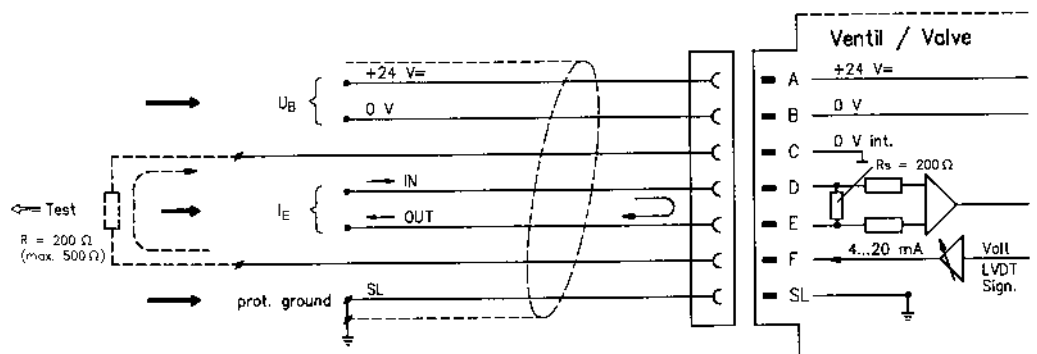 Ventil / Valve
+24 V=
A
+24 V=
U_B
0 V
B
0 V
C
0 V int.
Rs = 200 Ω
IN
D
Test
I_E
OUT
E
R = 200 Ω
(max. 500Ω)
F
4...20 mA
Volt
LVDT
Sign.
prot. ground
SL
SL